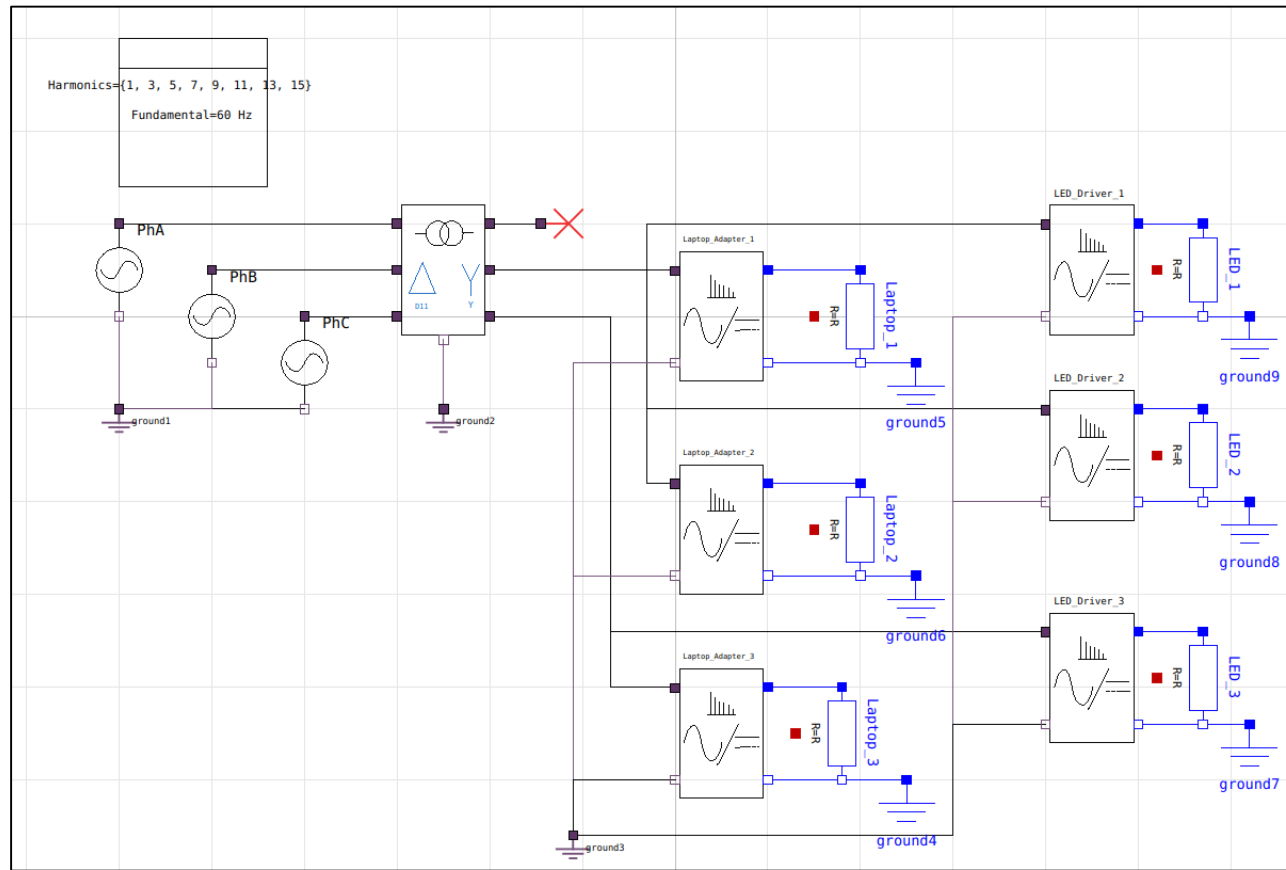 Harmonics={1, 3, 5, 7, 9, 11, 13, 15}
Fundamental=60 Hz
PhA
PhB
PhC
D11
Y
ground1
ground2
Laptop_Adapter_1
R=R
Laptop_1
ground5
Laptop_Adapter_2
R=R
Laptop_2
ground6
Laptop_Adapter_3
R=R
Laptop_3
ground4
ground3
LED_Driver_1
R=R
LED_1
ground9
LED_Driver_2
R=R
LED_2
ground8
LED_Driver_3
R=R
LED_3
ground7